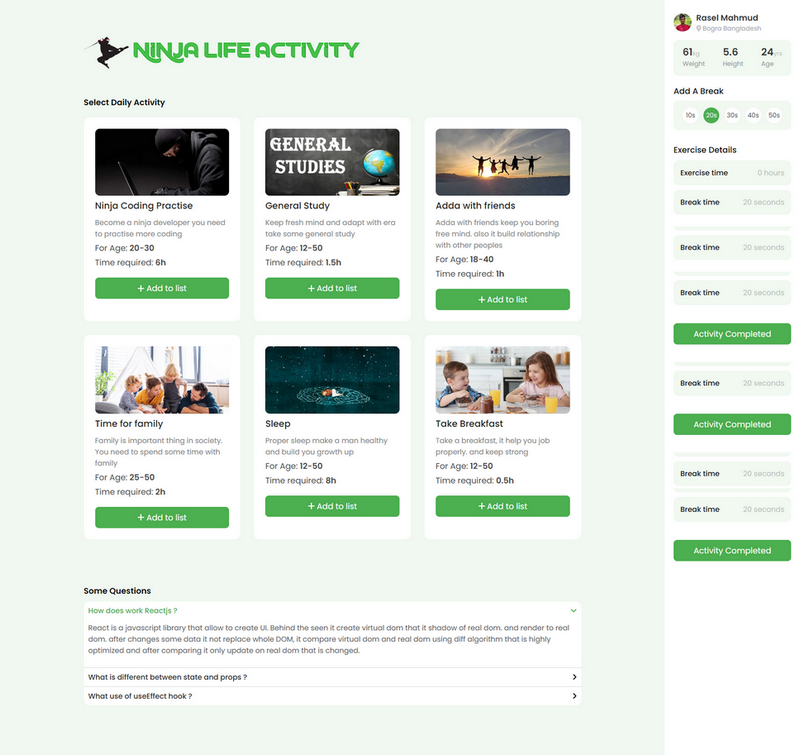 NINJA LIFE ACTIVITY
Select Daily Activity
Ninja Coding Practise
Become a ninja developer you need
to practise more coding
For Age: 20-30
Time required: 6h
+ Add to list
GENERAL
STUDIES
General Study
Keep fresh mind and adapt with era
take some general study
For Age: 12-50
Time required: 1.5h
+ Add to list
Adda with friends
Adda with friends keep you boring
free mind. also it build relationship
with other peoples
For Age: 18-40
Time required: 1h
+ Add to list
Time for family
Family is important thing in society.
You need to spend some time with
family
For Age: 25-50
Time required: 2h
+ Add to list
Sleep
Proper sleep make a man healthy
and build you growth up
For Age: 12-50
Time required: 8h
+ Add to list
Take Breakfast
Take a breakfast, it help you job
properly. and keep strong
For Age: 12-50
Time required: 0.5h
+ Add to list
Some Questions
How does work Reactjs ?
React is a javascript library that allow to create UI. Behind the seen it create virtual dom that it shadow of real dom. and render to real
dom. after changes some data it not replace whole DOM, it compare virtual dom and real dom using diff algorithm that is highly
optimized and after comparing it only update on real dom that is changed.
What is different between state and props ?
What use of useEffect hook ?
Rasel Mahmud
Bogra Bangladesh
61kg 5.6 24yrs
Weight Height Age
Add A Break
10s 20s 30s 40s 50s
Exercise Details
Exercise time 0 hours
Break time 20 seconds
Break time 20 seconds
Break time 20 seconds
Activity Completed
Break time 20 seconds
Activity Completed
Break time 20 seconds
Break time 20 seconds
Activity Completed